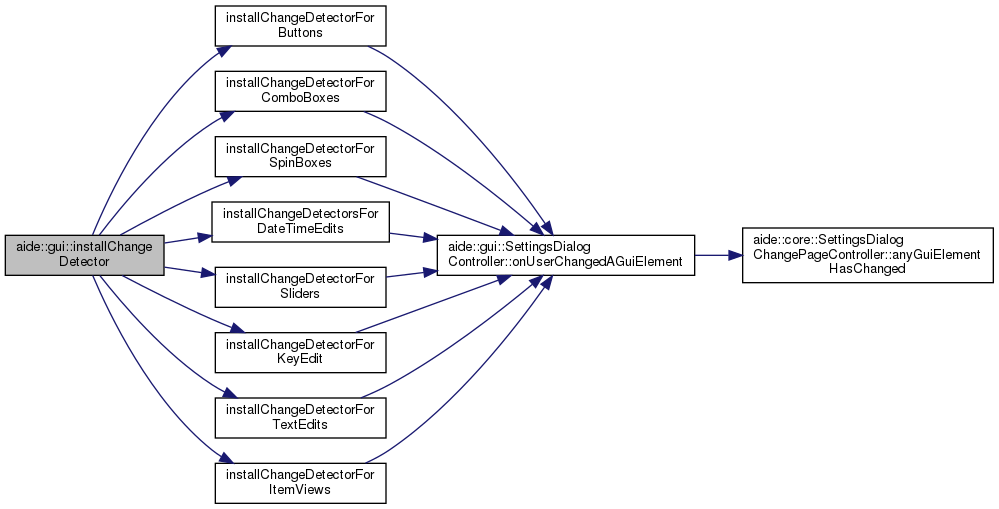 aide::gui::installChange
Detector
installChangeDetectorFor
Buttons
installChangeDetectorFor
ComboBoxes
installChangeDetectorFor
SpinBoxes
installChangeDetectorsFor
DateTimeEdits
installChangeDetectorFor
Sliders
installChangeDetectorFor
KeyEdit
installChangeDetectorFor
TextEdits
installChangeDetectorFor
ItemViews
aide::gui::SettingsDialog
Controller::onUserChangedAGuiElement
aide::core::SettingsDialog
ChangePageController::anyGuiElement
HasChanged